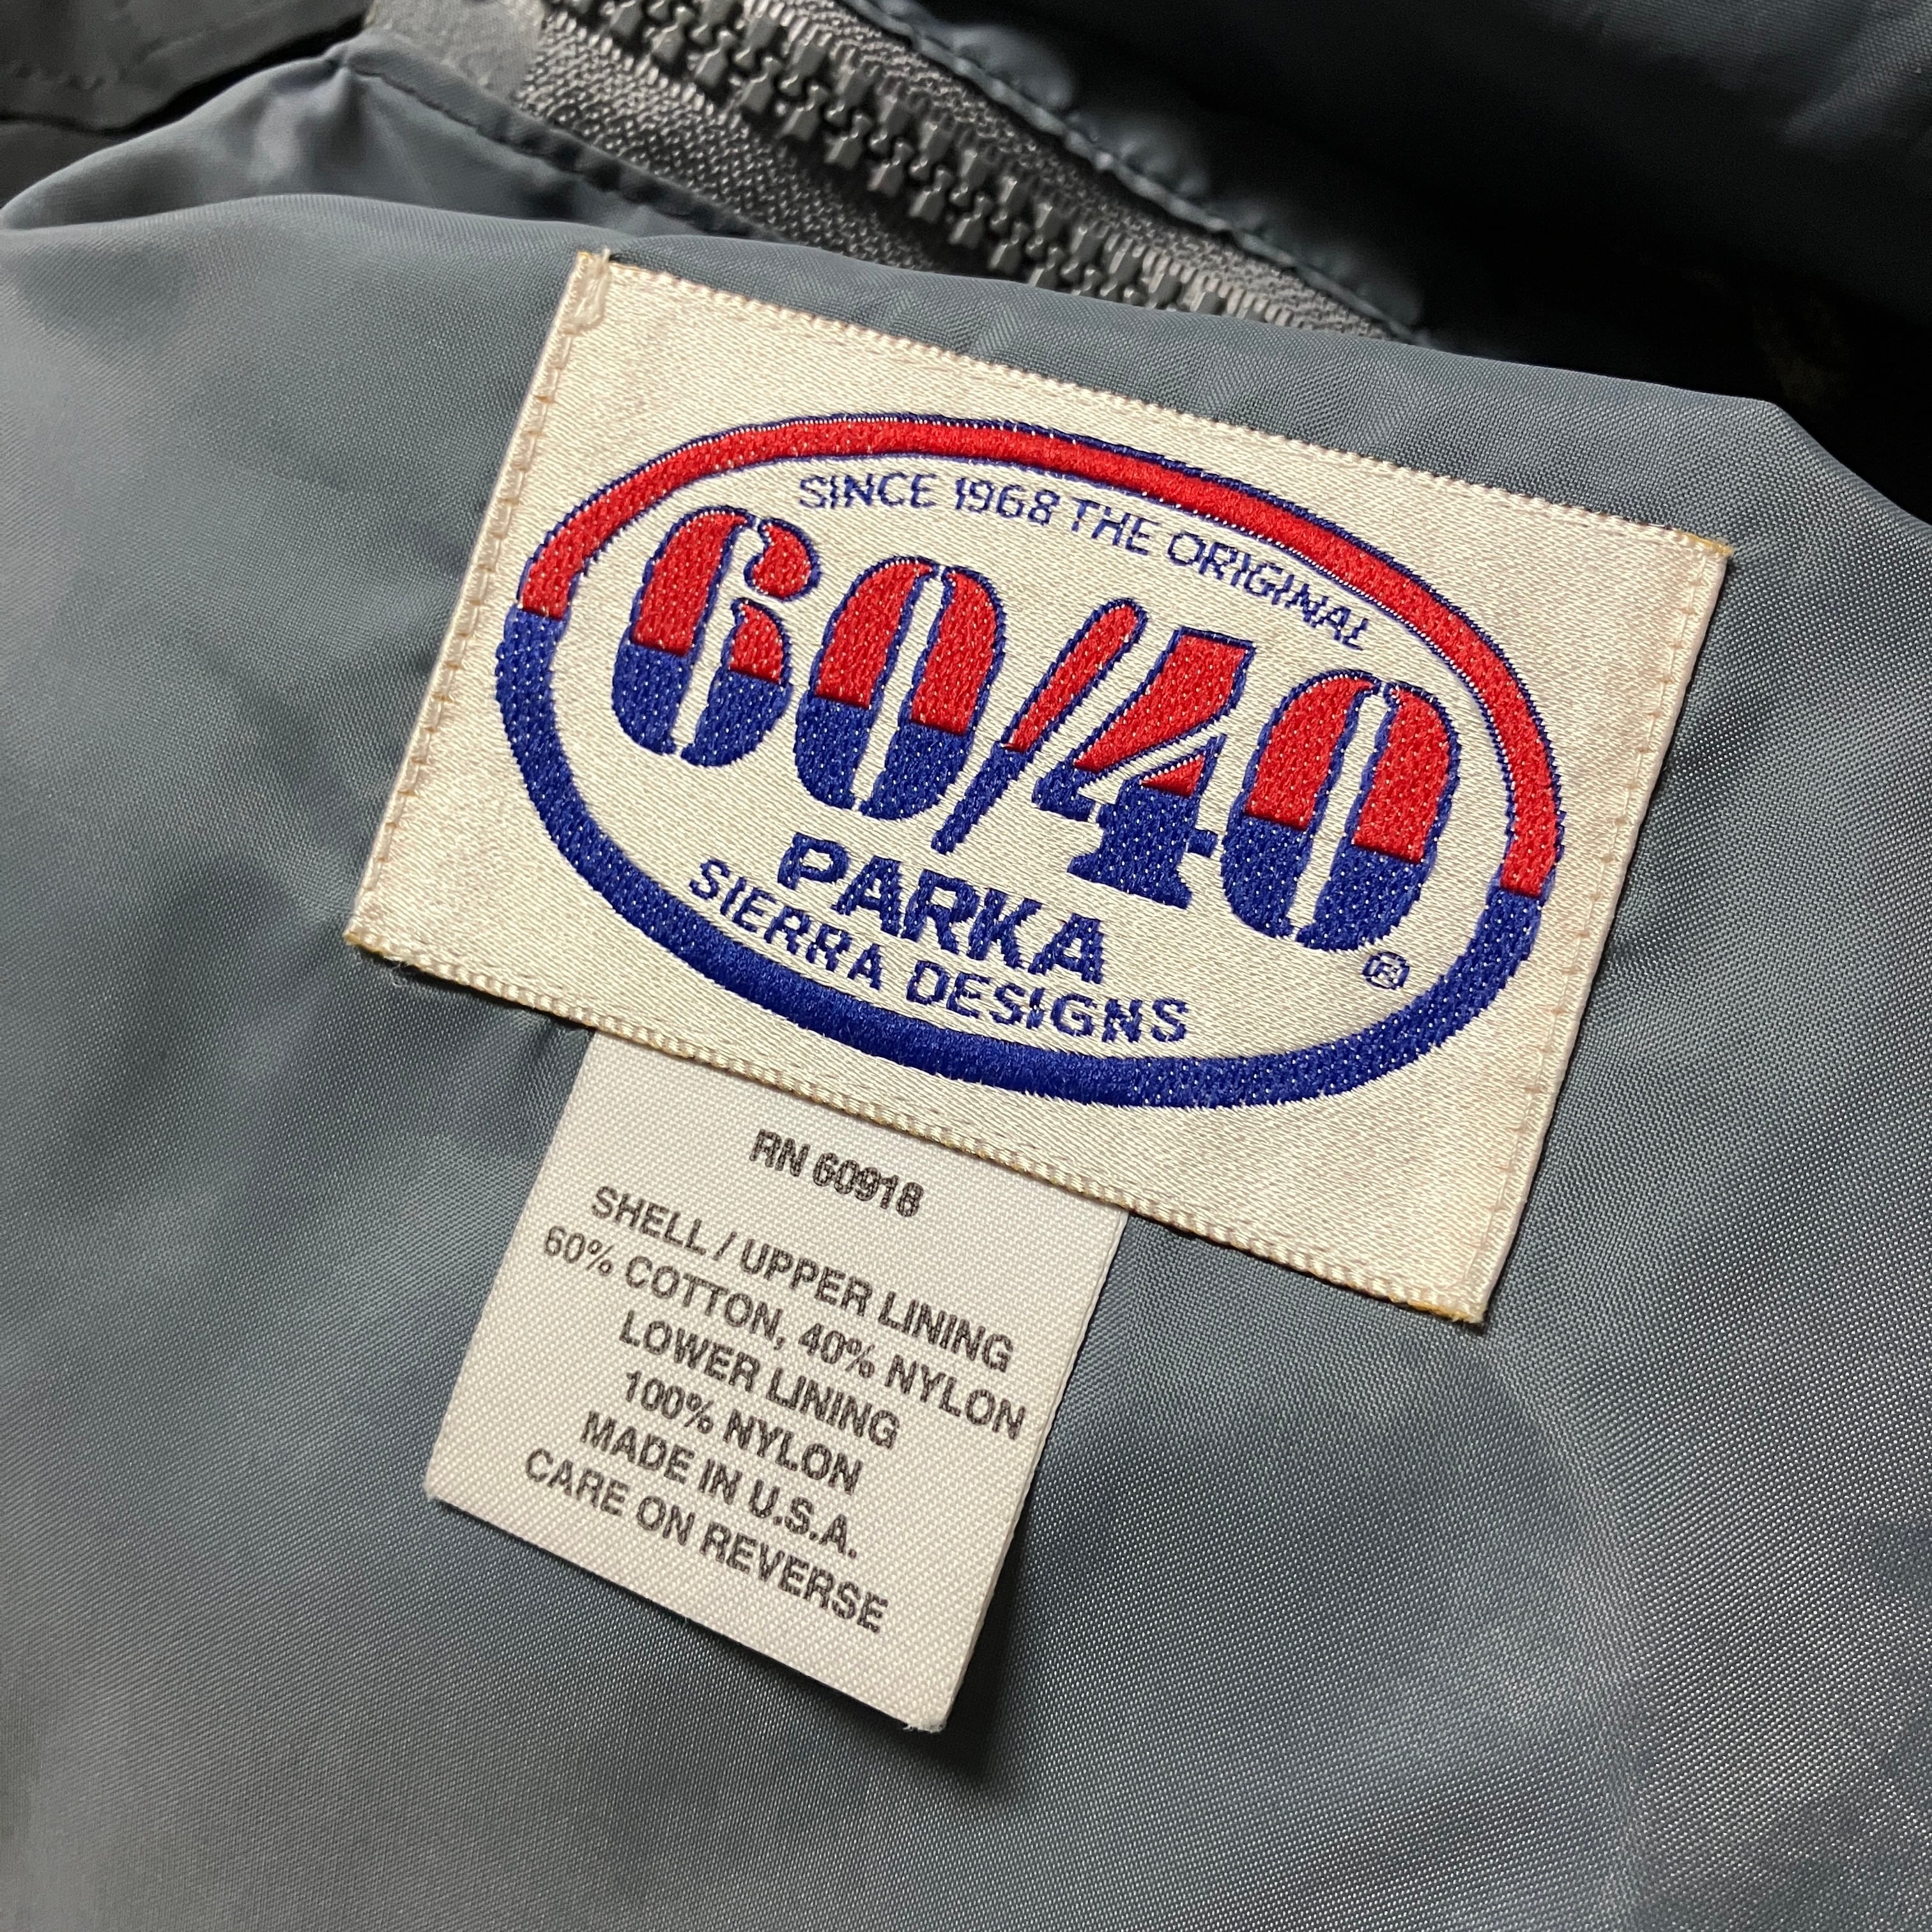 SINCE 1968 THE ORIGINAL
60/40
PARKA
SIERRA DESIGNS
®
RN 60918
SHELL / UPPER LINING
60% COTTON, 40% NYLON
LOWER LINING
100% NYLON
MADE IN U.S.A.
CARE ON REVERSE